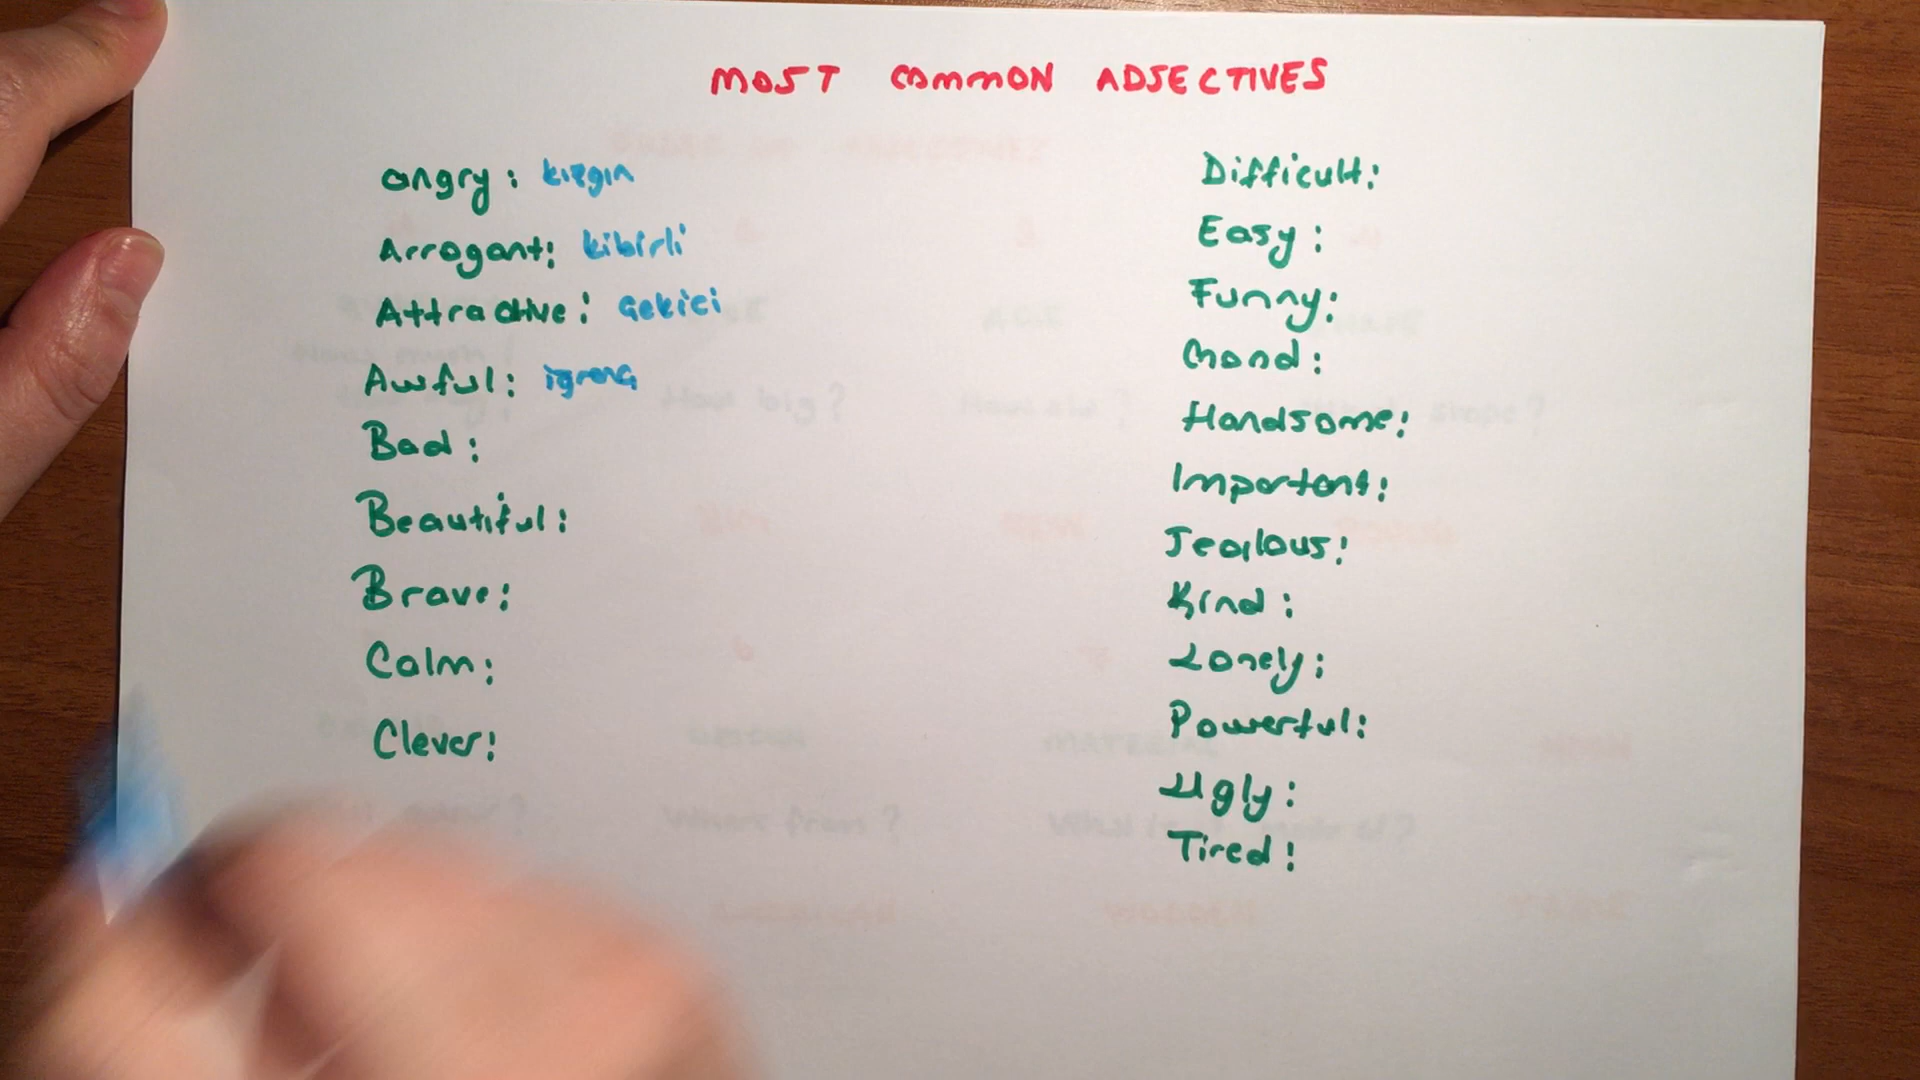 MOST COMMON ADJECTIVES
angry: kızgın
Arrogant: kibirli
Attractive: çekici
Awful: iğrenç
Bad:
Beautiful:
Brave:
Calm:
Clever:
Difficult:
Easy:
Funny:
Good:
Handsome:
Important:
Jealous:
Kind:
Lonely:
Powerful:
Ugly:
Tired: